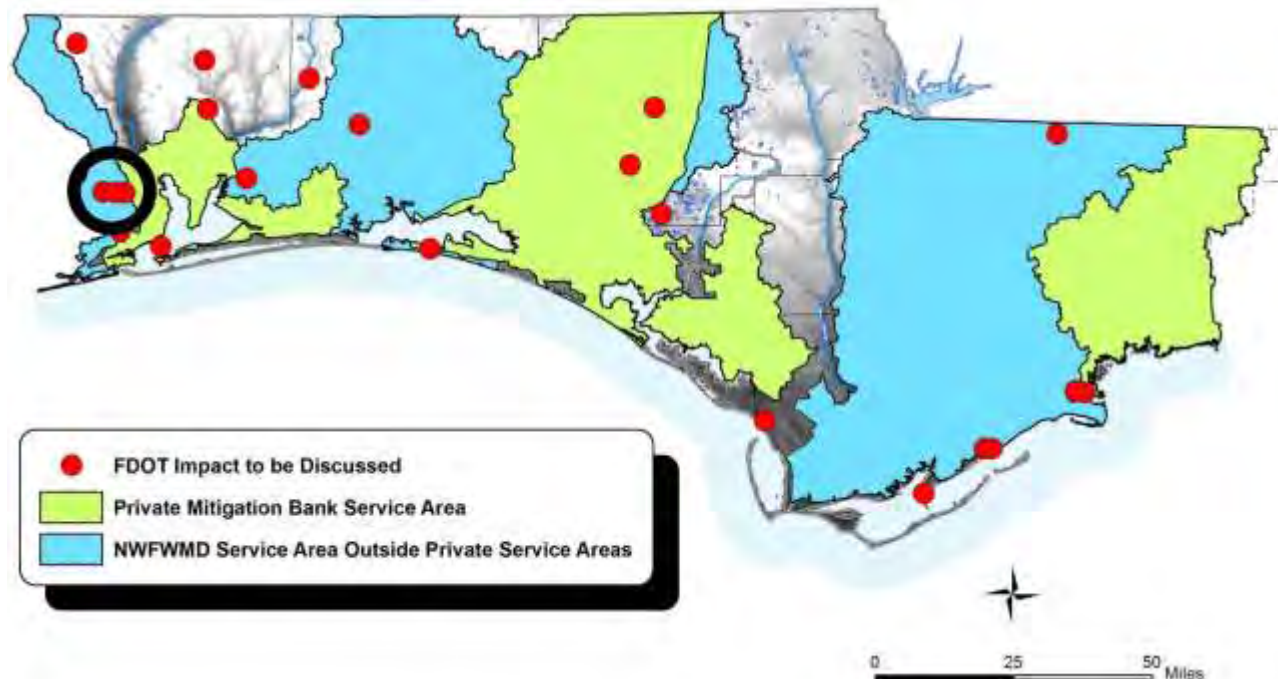 FDOT Impact to be Discussed
Private Mitigation Bank Service Area
NWFWMD Service Area Outside Private Service Areas
0 25 50 Miles